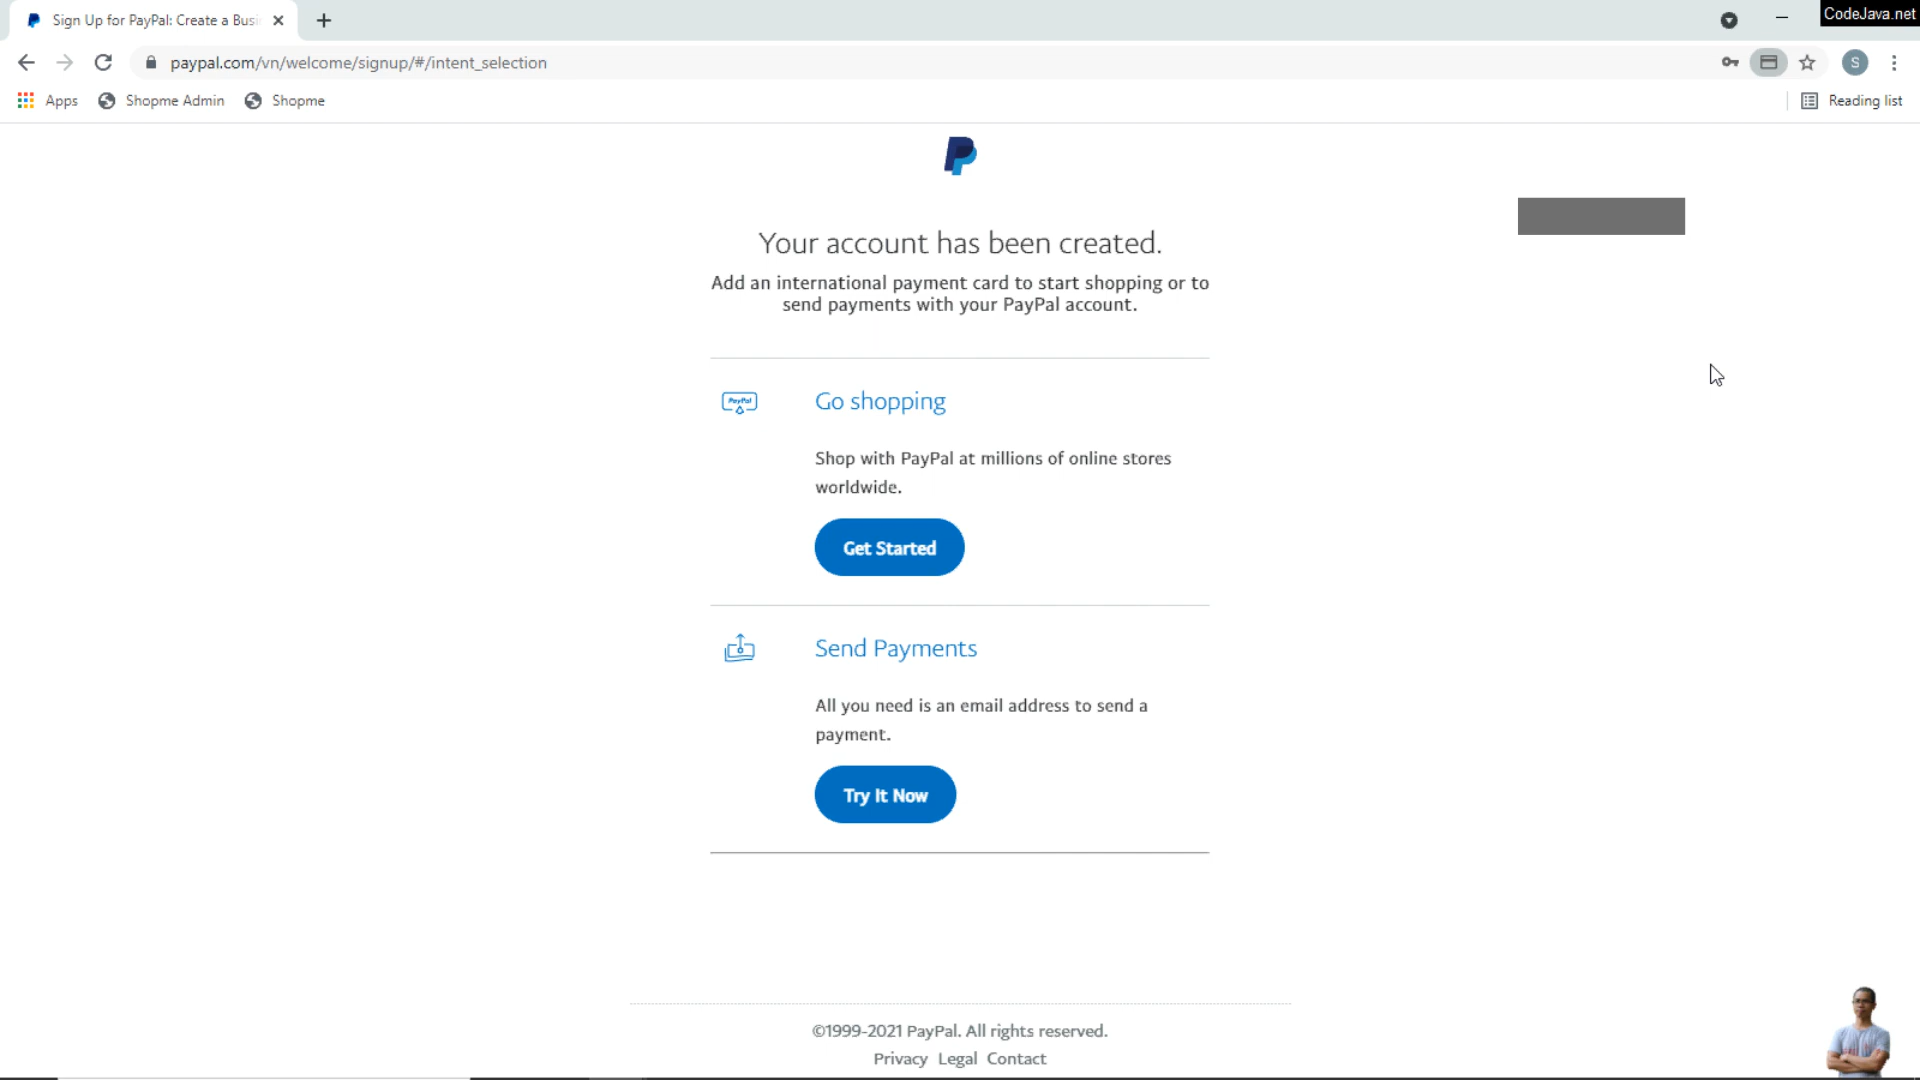 Sign Up for PayPal: Create a Busi
CodeJava.net
paypal.com/vn/welcome/signup/#/intent_selection
S
Apps
Shopme Admin
Shopme
Reading list
Your account has been created.
Add an international payment card to start shopping or to
send payments with your PayPal account.
PayPal
Go shopping
Shop with PayPal at millions of online stores
worldwide.
Get Started
Send Payments
All you need is an email address to send a
payment.
Try It Now
©1999-2021 PayPal. All rights reserved.
Privacy Legal Contact